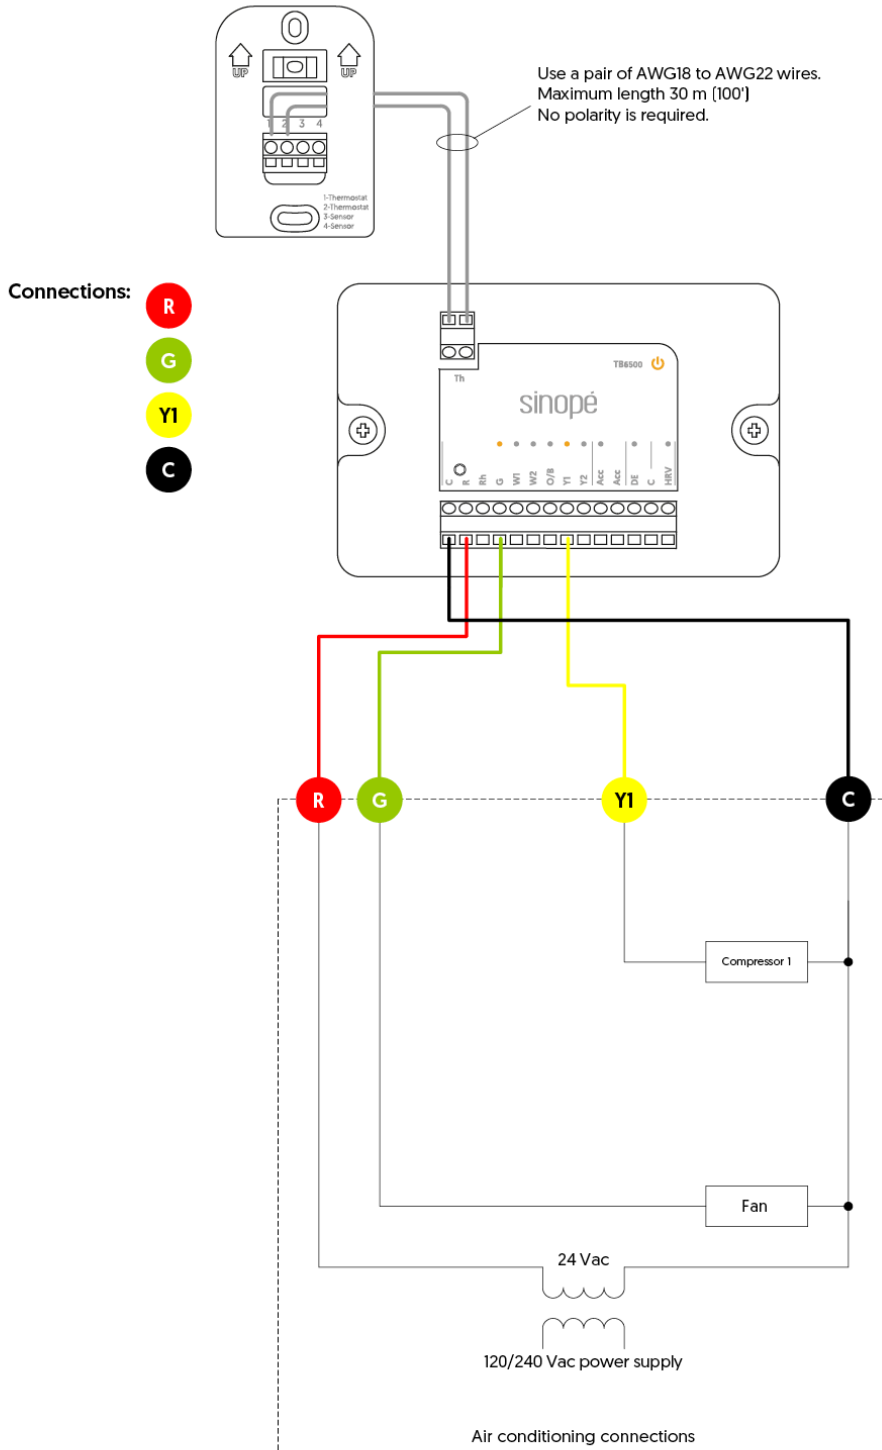 UP
UP
Use a pair of AWG18 to AWG22 wires.
Maximum length 30 m (100')
No polarity is required.
1 2 3 4
1-Thermostat
2-Thermostat
3-Sensor
4-Sensor
Connections:
R
G
Y1
C
TB6500
Th
sinopé
C R Rh G W1 W2 O/B Y1 Y2 Acc Acc DE C HRV
R G Y1 C
Compressor 1
Fan
24 Vac
120/240 Vac power supply
Air conditioning connections